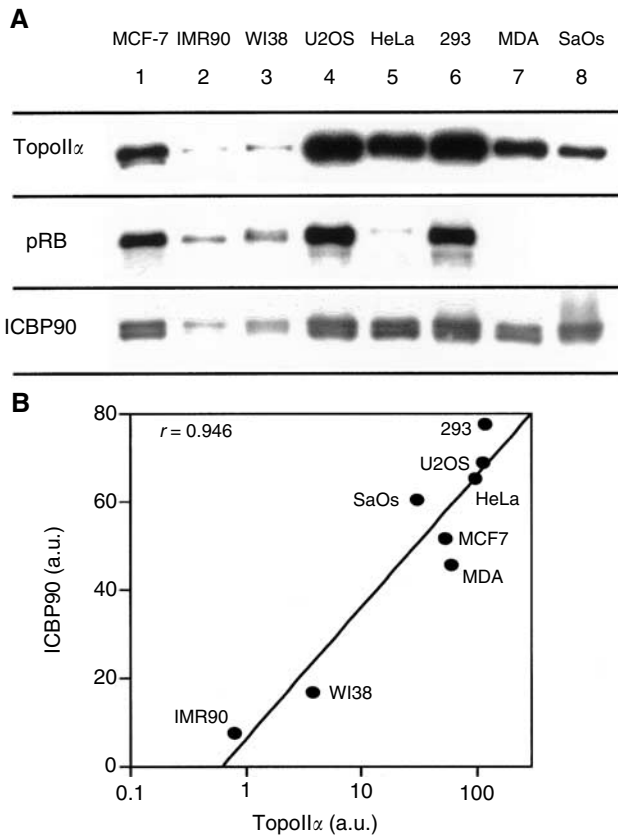 A
MCF-7 IMR90 WI38 U2OS HeLa 293 MDA SaOs
1 2 3 4 5 6 7 8
TopoIIα
pRB
ICBP90
B
r = 0.946
80
60
40
20
0
ICBP90 (a.u.)
293
U2OS
HeLa
SaOs
MCF7
MDA
WI38
IMR90
0.1 1 10 100
TopoIIα (a.u.)